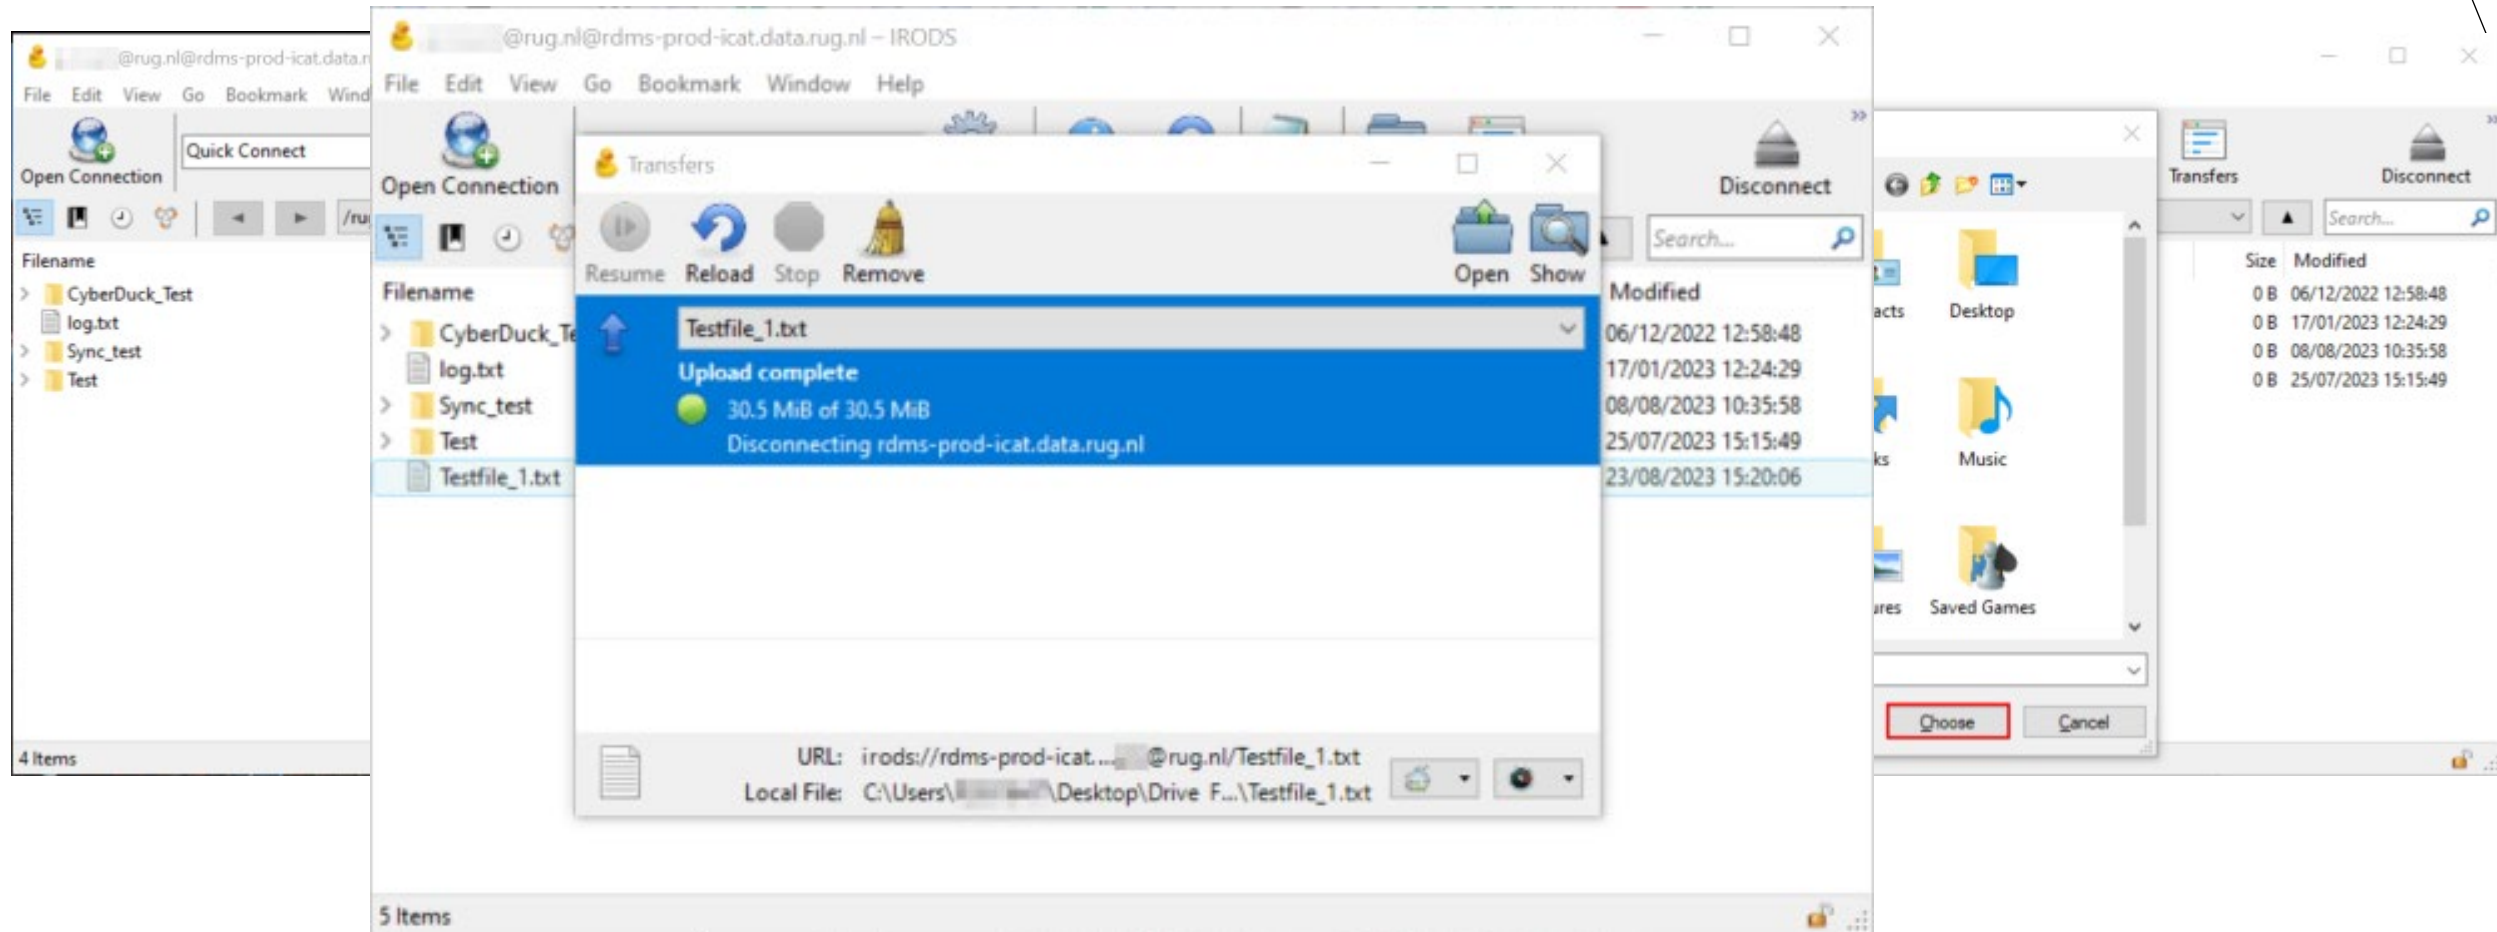 @rug.nl@rdms-prod-icat.data.r
File Edit View Go Bookmark Wind
Open Connection
Quick Connect
/ru
Filename
CyberDuck_Test
log.txt
Sync_test
Test
4 Items
@rug.nl@rdms-prod-icat.data.rug.nl – IRODS
File Edit View Go Bookmark Window Help
Open Connection
Disconnect
Search...
Filename
Modified
CyberDuck_Te
06/12/2022 12:58:48
log.txt
17/01/2023 12:24:29
Sync_test
08/08/2023 10:35:58
Test
25/07/2023 15:15:49
Testfile_1.txt
23/08/2023 15:20:06
5 Items
Transfers
Resume Reload Stop Remove Open Show
Testfile_1.txt
Upload complete
30.5 MiB of 30.5 MiB
Disconnecting rdms-prod-icat.data.rug.nl
URL: irods://rdms-prod-icat.... @rug.nl/Testfile_1.txt
Local File: C:\Users\ \Desktop\Drive F...\Testfile_1.txt
acts
Desktop
ks
Music
ures
Saved Games
Choose
Cancel
Transfers
Disconnect
Search...
Size Modified
0 B 06/12/2022 12:58:48
0 B 17/01/2023 12:24:29
0 B 08/08/2023 10:35:58
0 B 25/07/2023 15:15:49